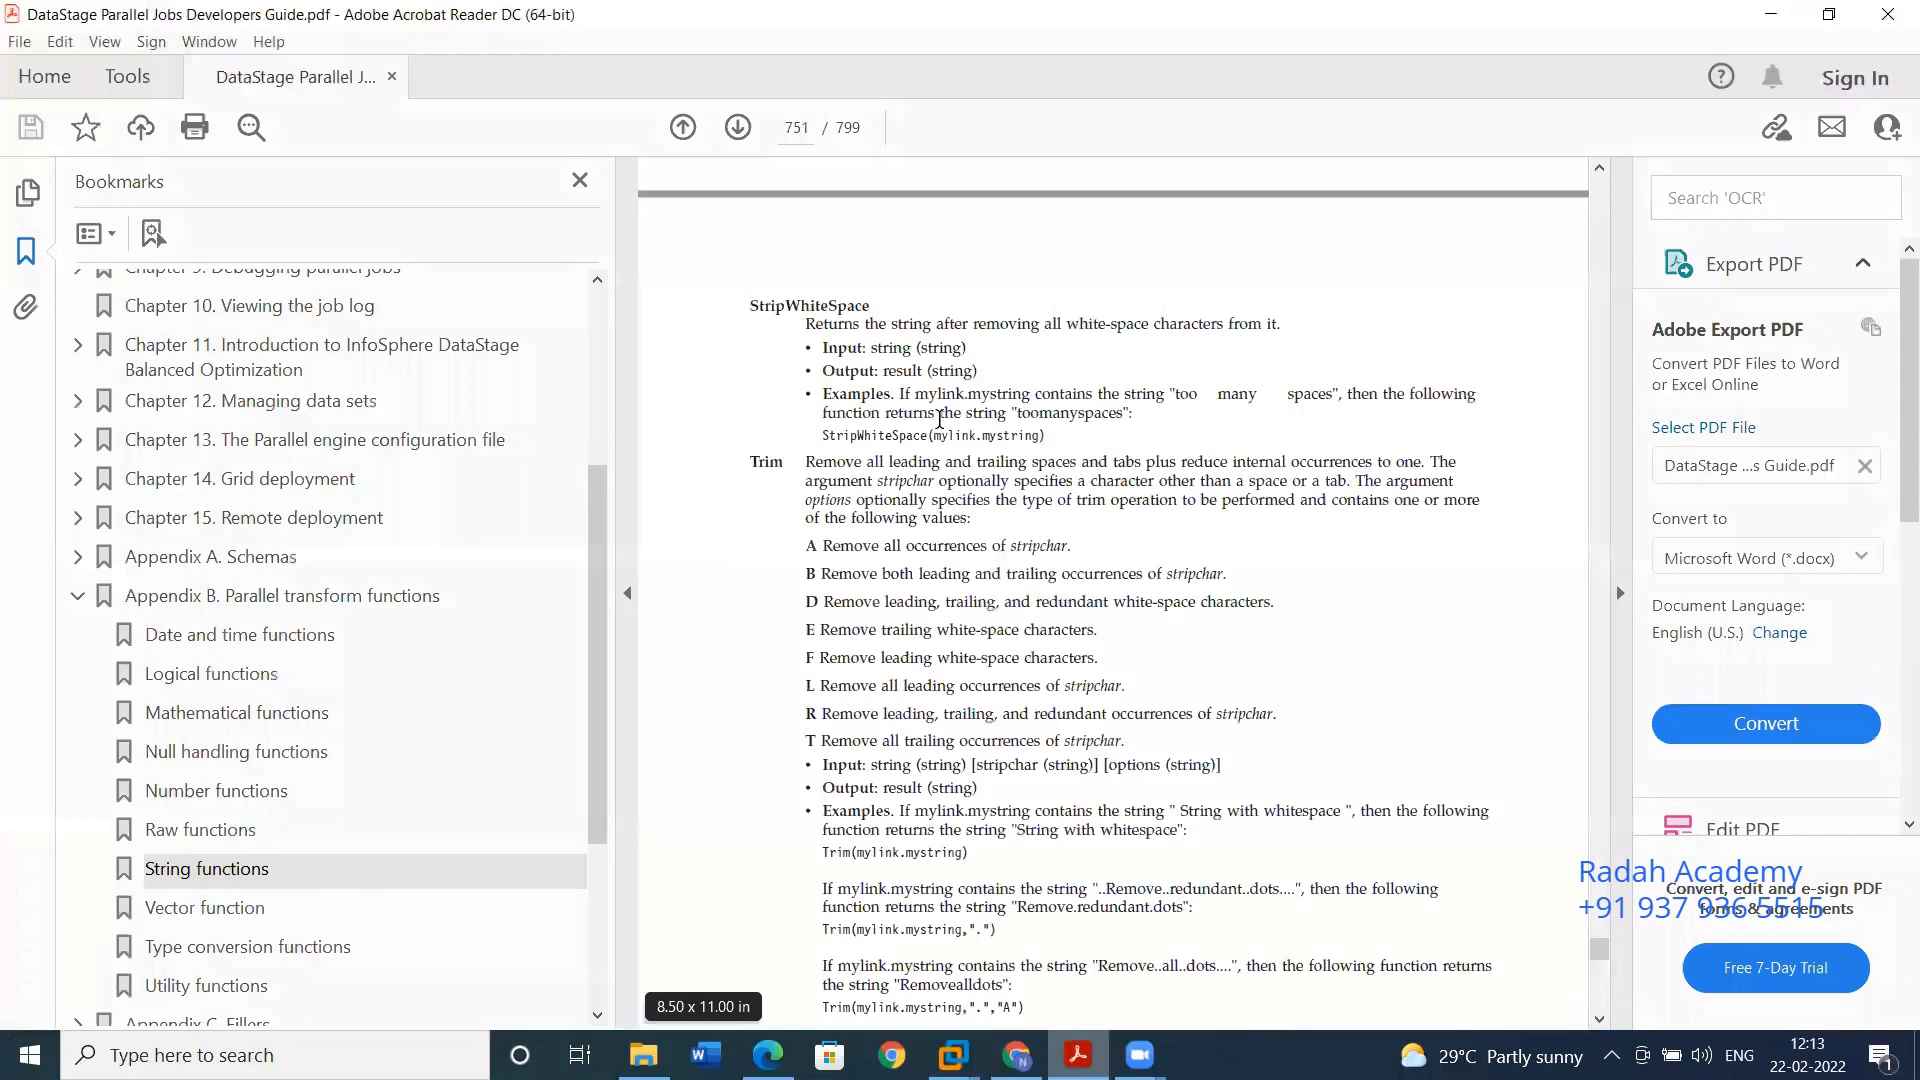 DataStage Parallel Jobs Developers Guide.pdf - Adobe Acrobat Reader DC (64-bit)
File Edit View Sign Window Help
Home Tools DataStage Parallel J... Sign In
751 / 799
Bookmarks
Chapter 9. Debugging parallel jobs
Chapter 10. Viewing the job log
Chapter 11. Introduction to InfoSphere DataStage
Balanced Optimization
Chapter 12. Managing data sets
Chapter 13. The Parallel engine configuration file
Chapter 14. Grid deployment
Chapter 15. Remote deployment
Appendix A. Schemas
Appendix B. Parallel transform functions
Date and time functions
Logical functions
Mathematical functions
Null handling functions
Number functions
Raw functions
String functions
Vector function
Type conversion functions
Utility functions
Appendix C. Fillers
StripWhiteSpace
Returns the string after removing all white-space characters from it.
• Input: string (string)
• Output: result (string)
• Examples. If mylink.mystring contains the string "too many spaces", then the following
function returns the string "toomanyspaces":
StripWhiteSpace(mylink.mystring)
Trim Remove all leading and trailing spaces and tabs plus reduce internal occurrences to one. The
argument stripchar optionally specifies a character other than a space or a tab. The argument
options optionally specifies the type of trim operation to be performed and contains one or more
of the following values:
A Remove all occurrences of stripchar.
B Remove both leading and trailing occurrences of stripchar.
D Remove leading, trailing, and redundant white-space characters.
E Remove trailing white-space characters.
F Remove leading white-space characters.
L Remove all leading occurrences of stripchar.
R Remove leading, trailing, and redundant occurrences of stripchar.
T Remove all trailing occurrences of stripchar.
• Input: string (string) [stripchar (string)] [options (string)]
• Output: result (string)
• Examples. If mylink.mystring contains the string " String with whitespace ", then the following
function returns the string "String with whitespace":
Trim(mylink.mystring)
If mylink.mystring contains the string "..Remove..redundant..dots....", then the following
function returns the string "Remove.redundant.dots":
Trim(mylink.mystring,".")
If mylink.mystring contains the string "Remove..all..dots....", then the following function returns
the string "Removealldots":
Trim(mylink.mystring,".","A")
8.50 x 11.00 in
Search 'OCR'
Export PDF
Adobe Export PDF
Convert PDF Files to Word
or Excel Online
Select PDF File
DataStage ...s Guide.pdf
Convert to
Microsoft Word (*.docx)
Document Language:
English (U.S.) Change
Convert
Edit PDF
Radah Academy
Convert, edit and e-sign PDF
forms & agreements
+91 937 936 5515
Free 7-Day Trial
Type here to search
29°C Partly sunny
ENG
12:13
22-02-2022
1